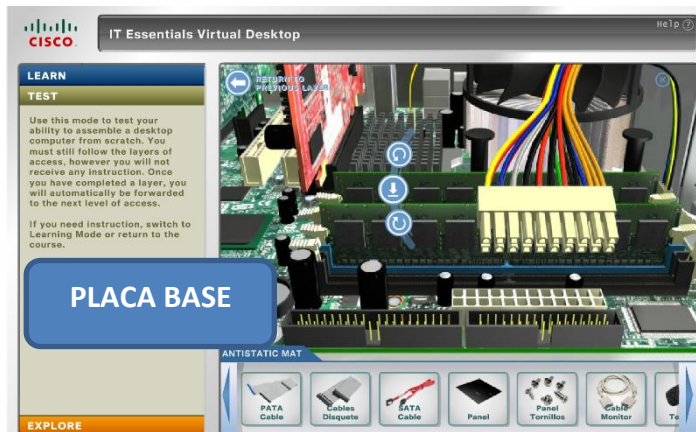 CISCO
IT Essentials Virtual Desktop
Help ?
LEARN
TEST
Use this mode to test your
ability to assemble a desktop
computer from scratch. You
must still follow the layers of
access, however you will not
receive any instruction. Once
you have completed a layer, you
will automatically be forwarded
to the next level of access.
If you need instruction, switch to
Learning Mode or return to the
course.
PLACA BASE
EXPLORE
RETURN TO
PREVIOUS LAYER
ANTISTATIC MAT
PATA
Cable
Cables
Disquete
SATA
Cable
Panel
Panel
Tornillos
Cable
Monitor
Te